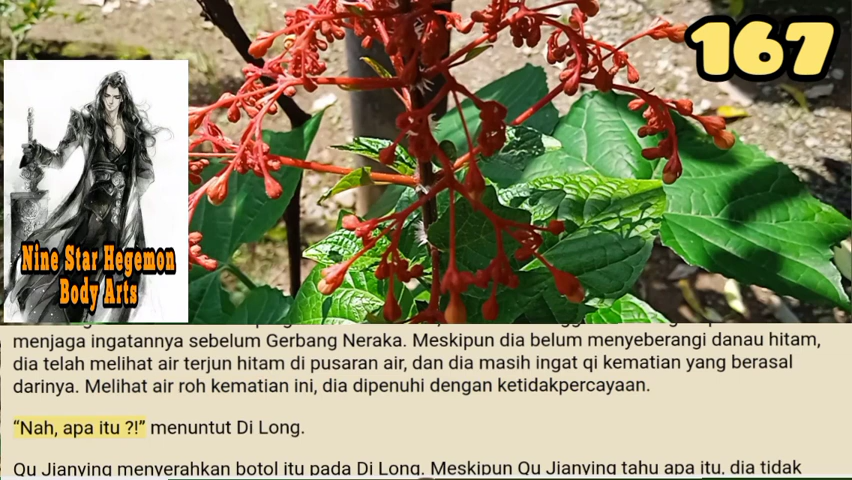 167
Nine Star Hegemon
Body Arts
menjaga ingatannya sebelum Gerbang Neraka. Meskipun dia belum menyeberangi danau hitam,
dia telah melihat air terjun hitam di pusaran air, dan dia masih ingat qi kematian yang berasal
darinya. Melihat air roh kematian ini, dia dipenuhi dengan ketidakpercayaan.
“Nah, apa itu ?!” menuntut Di Long.
Qu Jianying menyerahkan botol itu pada Di Long. Meskipun Qu Jianying tahu apa itu, dia tidak